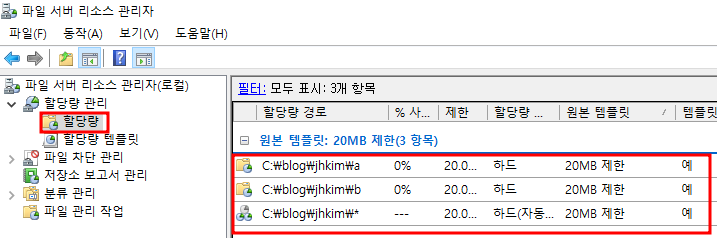 파일 서버 리소스 관리자
파일(F) 동작(A) 보기(V) 도움말(H)
파일 서버 리소스 관리자(로컬)
할당량 관리
할당량
할당량 템플릿
파일 차단 관리
저장소 보고서 관리
분류 관리
파일 관리 작업
필터: 모두 표시: 3개 항목
할당량 경로 % 사... 제한 할당량 ... 원본 템플릿 / 템플
원본 템플릿: 20MB 제한(3 항목)
C:₩blog₩jhkim₩a 0% 20.0... 하드 20MB 제한 예
C:₩blog₩jhkim₩b 0% 20.0... 하드 20MB 제한 예
C:₩blog₩jhkim₩* --- 20.0... 하드(자동... 20MB 제한 예